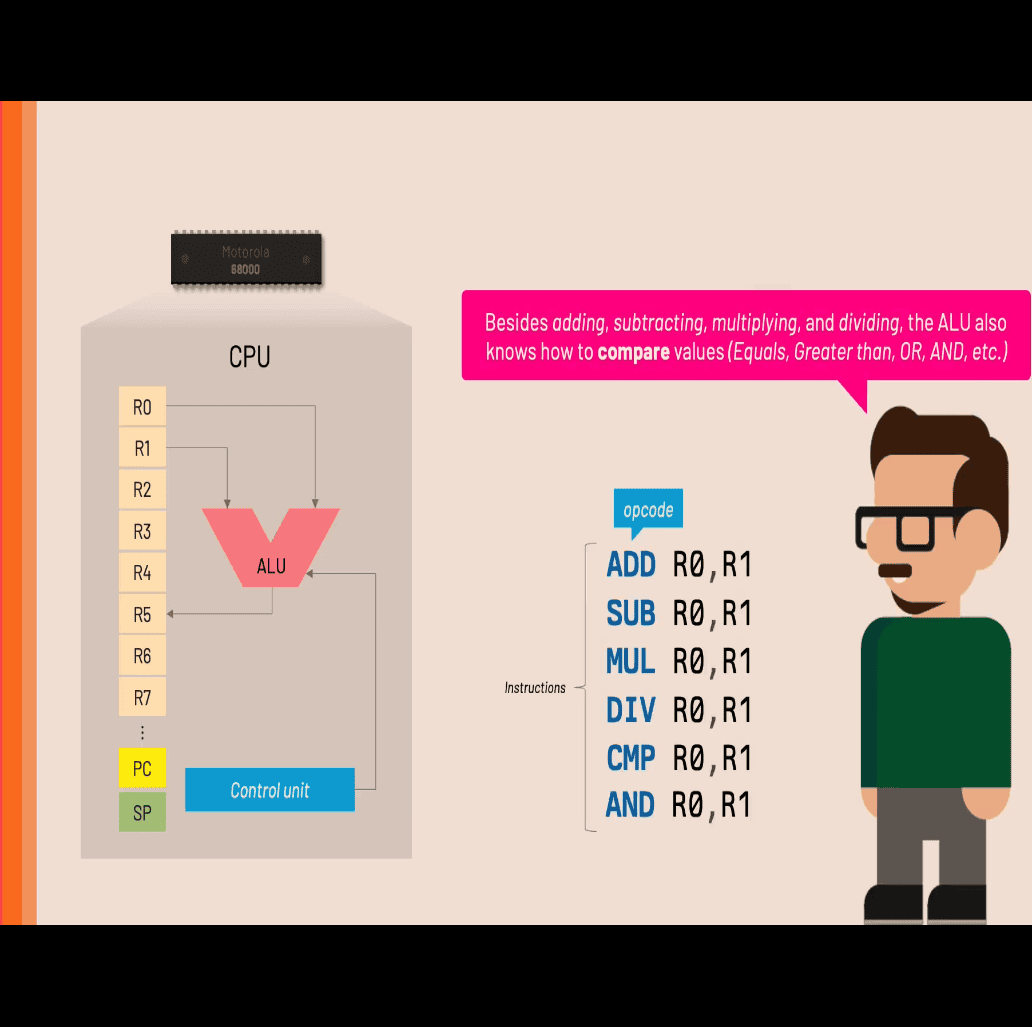 Motorola
68000
CPU
R0
R1
R2
R3
R4
R5
R6
R7
⋮
PC
SP
ALU
Control unit
Besides adding, subtracting, multiplying, and dividing, the ALU also
knows how to compare values (Equals, Greater than, OR, AND, etc.)
opcode
Instructions
ADD R0,R1
SUB R0,R1
MUL R0,R1
DIV R0,R1
CMP R0,R1
AND R0,R1